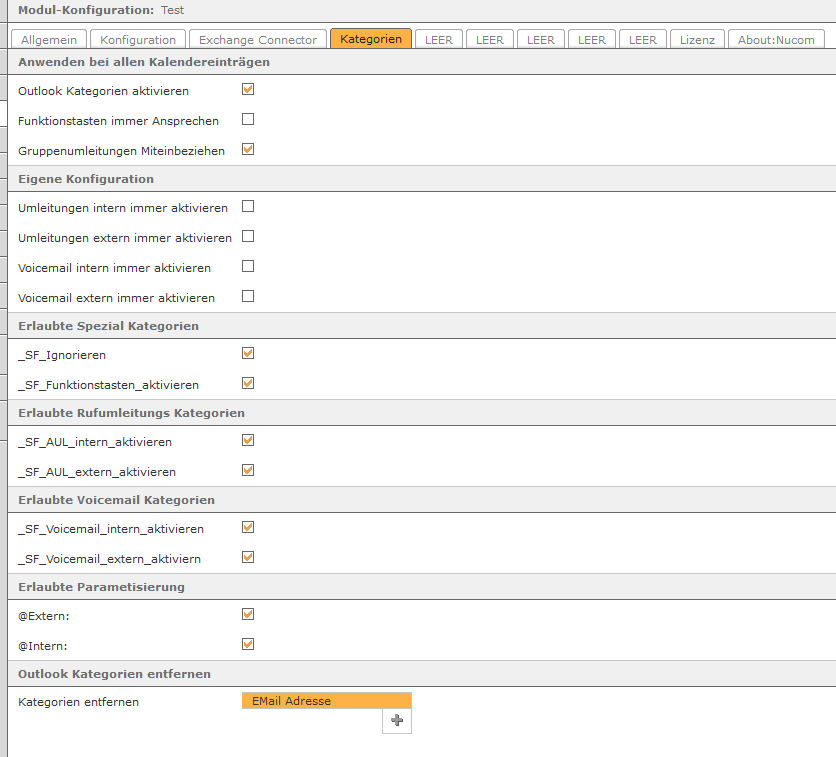 Modul-Konfiguration: Test
Allgemein Konfiguration Exchange Connector Kategorien LEER LEER LEER LEER LEER Lizenz About:Nucom
Anwenden bei allen Kalendereinträgen
Outlook Kategorien aktivieren
Funktionstasten immer Ansprechen
Gruppenumleitungen Miteinbeziehen
Eigene Konfiguration
Umleitungen intern immer aktivieren
Umleitungen extern immer aktivieren
Voicemail intern immer aktivieren
Voicemail extern immer aktivieren
Erlaubte Spezial Kategorien
_SF_Ignorieren
_SF_Funktionstasten_aktivieren
Erlaubte Rufumleitungs Kategorien
_SF_AUL_intern_aktivieren
_SF_AUL_extern_aktivieren
Erlaubte Voicemail Kategorien
_SF_Voicemail_intern_aktivieren
_SF_Voicemail_extern_aktiviern
Erlaubte Parametisierung
@Extern:
@Intern:
Outlook Kategorien entfernen
Kategorien entfernen EMail Adresse